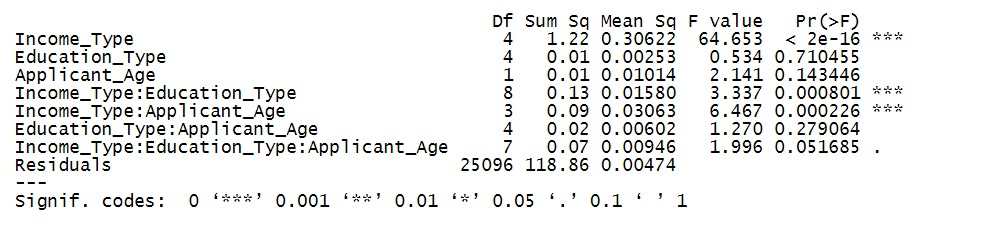 Df Sum Sq Mean Sq F value Pr(>F)
Income_Type 4 1.22 0.30622 64.653 < 2e-16 ***
Education_Type 4 0.01 0.00253 0.534 0.710455
Applicant_Age 1 0.01 0.01014 2.141 0.143446
Income_Type:Education_Type 8 0.13 0.01580 3.337 0.000801 ***
Income_Type:Applicant_Age 3 0.09 0.03063 6.467 0.000226 ***
Education_Type:Applicant_Age 4 0.02 0.00602 1.270 0.279064
Income_Type:Education_Type:Applicant_Age 7 0.07 0.00946 1.996 0.051685 .
Residuals 25096 118.86 0.00474
---
Signif. codes: 0 ‘***’ 0.001 ‘**’ 0.01 ‘*’ 0.05 ‘.’ 0.1 ‘ ’ 1